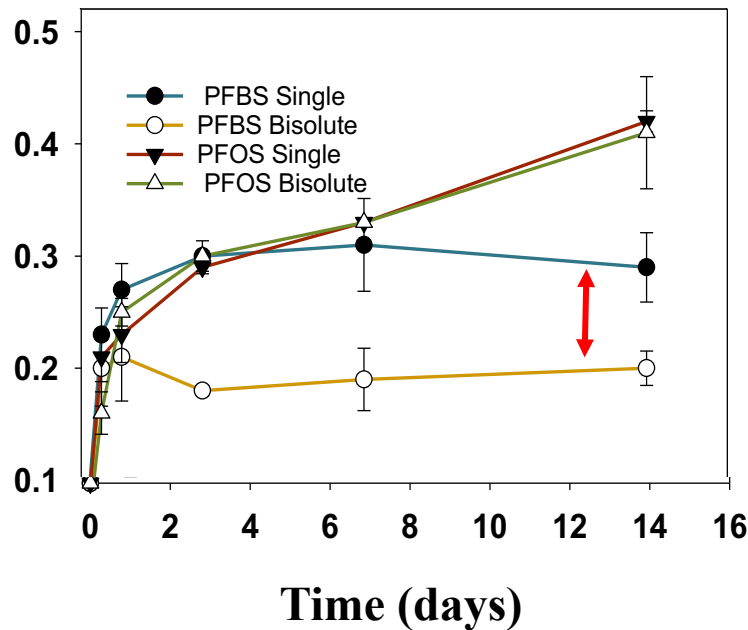 0.5
PFBS Single
PFBS Bisolute
0.4
PFOS Single
PFOS Bisolute
0.3
0.2
0.1
0 2 4 6 8 10 12 14 16
Time (days)